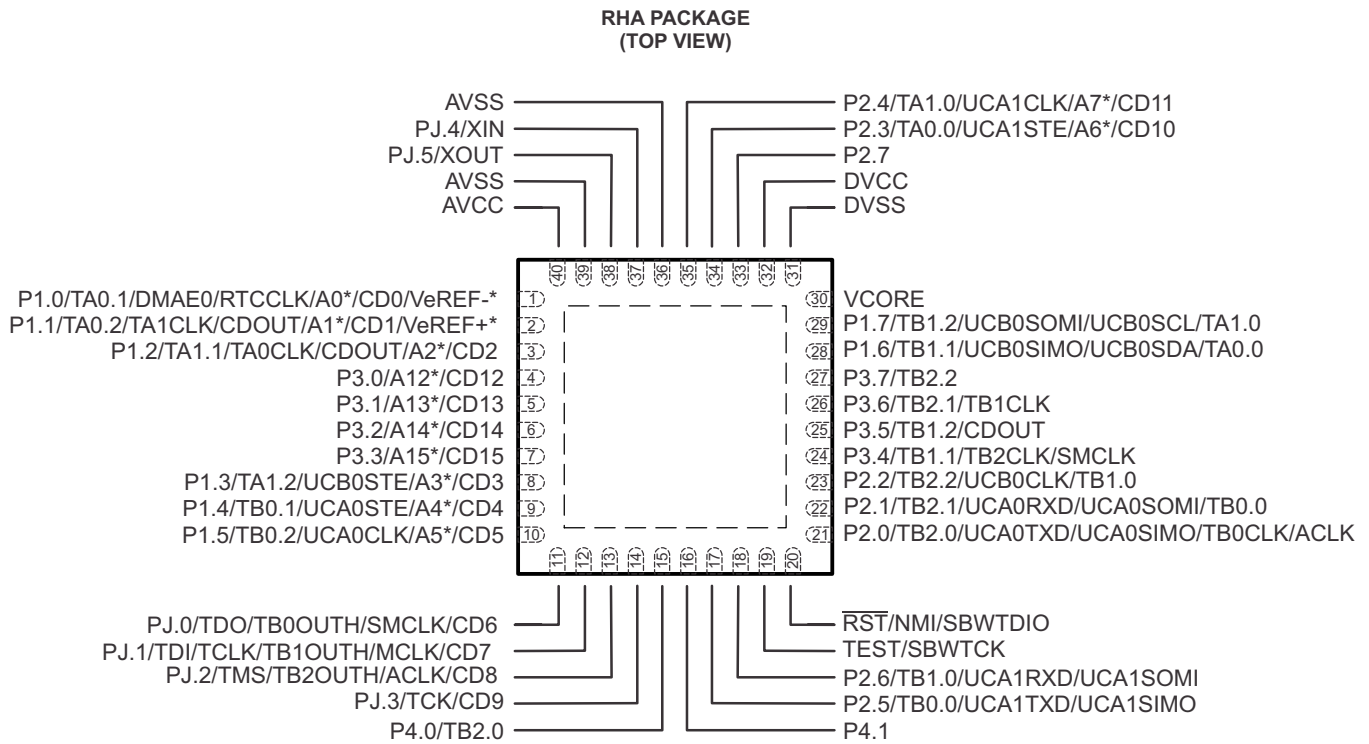 RHA PACKAGE
(TOP VIEW)
AVSS
PJ.4/XIN
PJ.5/XOUT
AVSS
AVCC
P2.4/TA1.0/UCA1CLK/A7*/CD11
P2.3/TA0.0/UCA1STE/A6*/CD10
P2.7
DVCC
DVSS
40 39 38 37 36 35 34 33 32 31
P1.0/TA0.1/DMAE0/RTCCLK/A0*/CD0/VeREF-* 1
P1.1/TA0.2/TA1CLK/CDOUT/A1*/CD1/VeREF+* 2
P1.2/TA1.1/TA0CLK/CDOUT/A2*/CD2 3
P3.0/A12*/CD12 4
P3.1/A13*/CD13 5
P3.2/A14*/CD14 6
P3.3/A15*/CD15 7
P1.3/TA1.2/UCB0STE/A3*/CD3 8
P1.4/TB0.1/UCA0STE/A4*/CD4 9
P1.5/TB0.2/UCA0CLK/A5*/CD5 10
30 VCORE
29 P1.7/TB1.2/UCB0SOMI/UCB0SCL/TA1.0
28 P1.6/TB1.1/UCB0SIMO/UCB0SDA/TA0.0
27 P3.7/TB2.2
26 P3.6/TB2.1/TB1CLK
25 P3.5/TB1.2/CDOUT
24 P3.4/TB1.1/TB2CLK/SMCLK
23 P2.2/TB2.2/UCB0CLK/TB1.0
22 P2.1/TB2.1/UCA0RXD/UCA0SOMI/TB0.0
21 P2.0/TB2.0/UCA0TXD/UCA0SIMO/TB0CLK/ACLK
11 12 13 14 15 16 17 18 19 20
PJ.0/TDO/TB0OUTH/SMCLK/CD6
PJ.1/TDI/TCLK/TB1OUTH/MCLK/CD7
PJ.2/TMS/TB2OUTH/ACLK/CD8
PJ.3/TCK/CD9
P4.0/TB2.0
RST/NMI/SBWTDIO
TEST/SBWTCK
P2.6/TB1.0/UCA1RXD/UCA1SOMI
P2.5/TB0.0/UCA1TXD/UCA1SIMO
P4.1